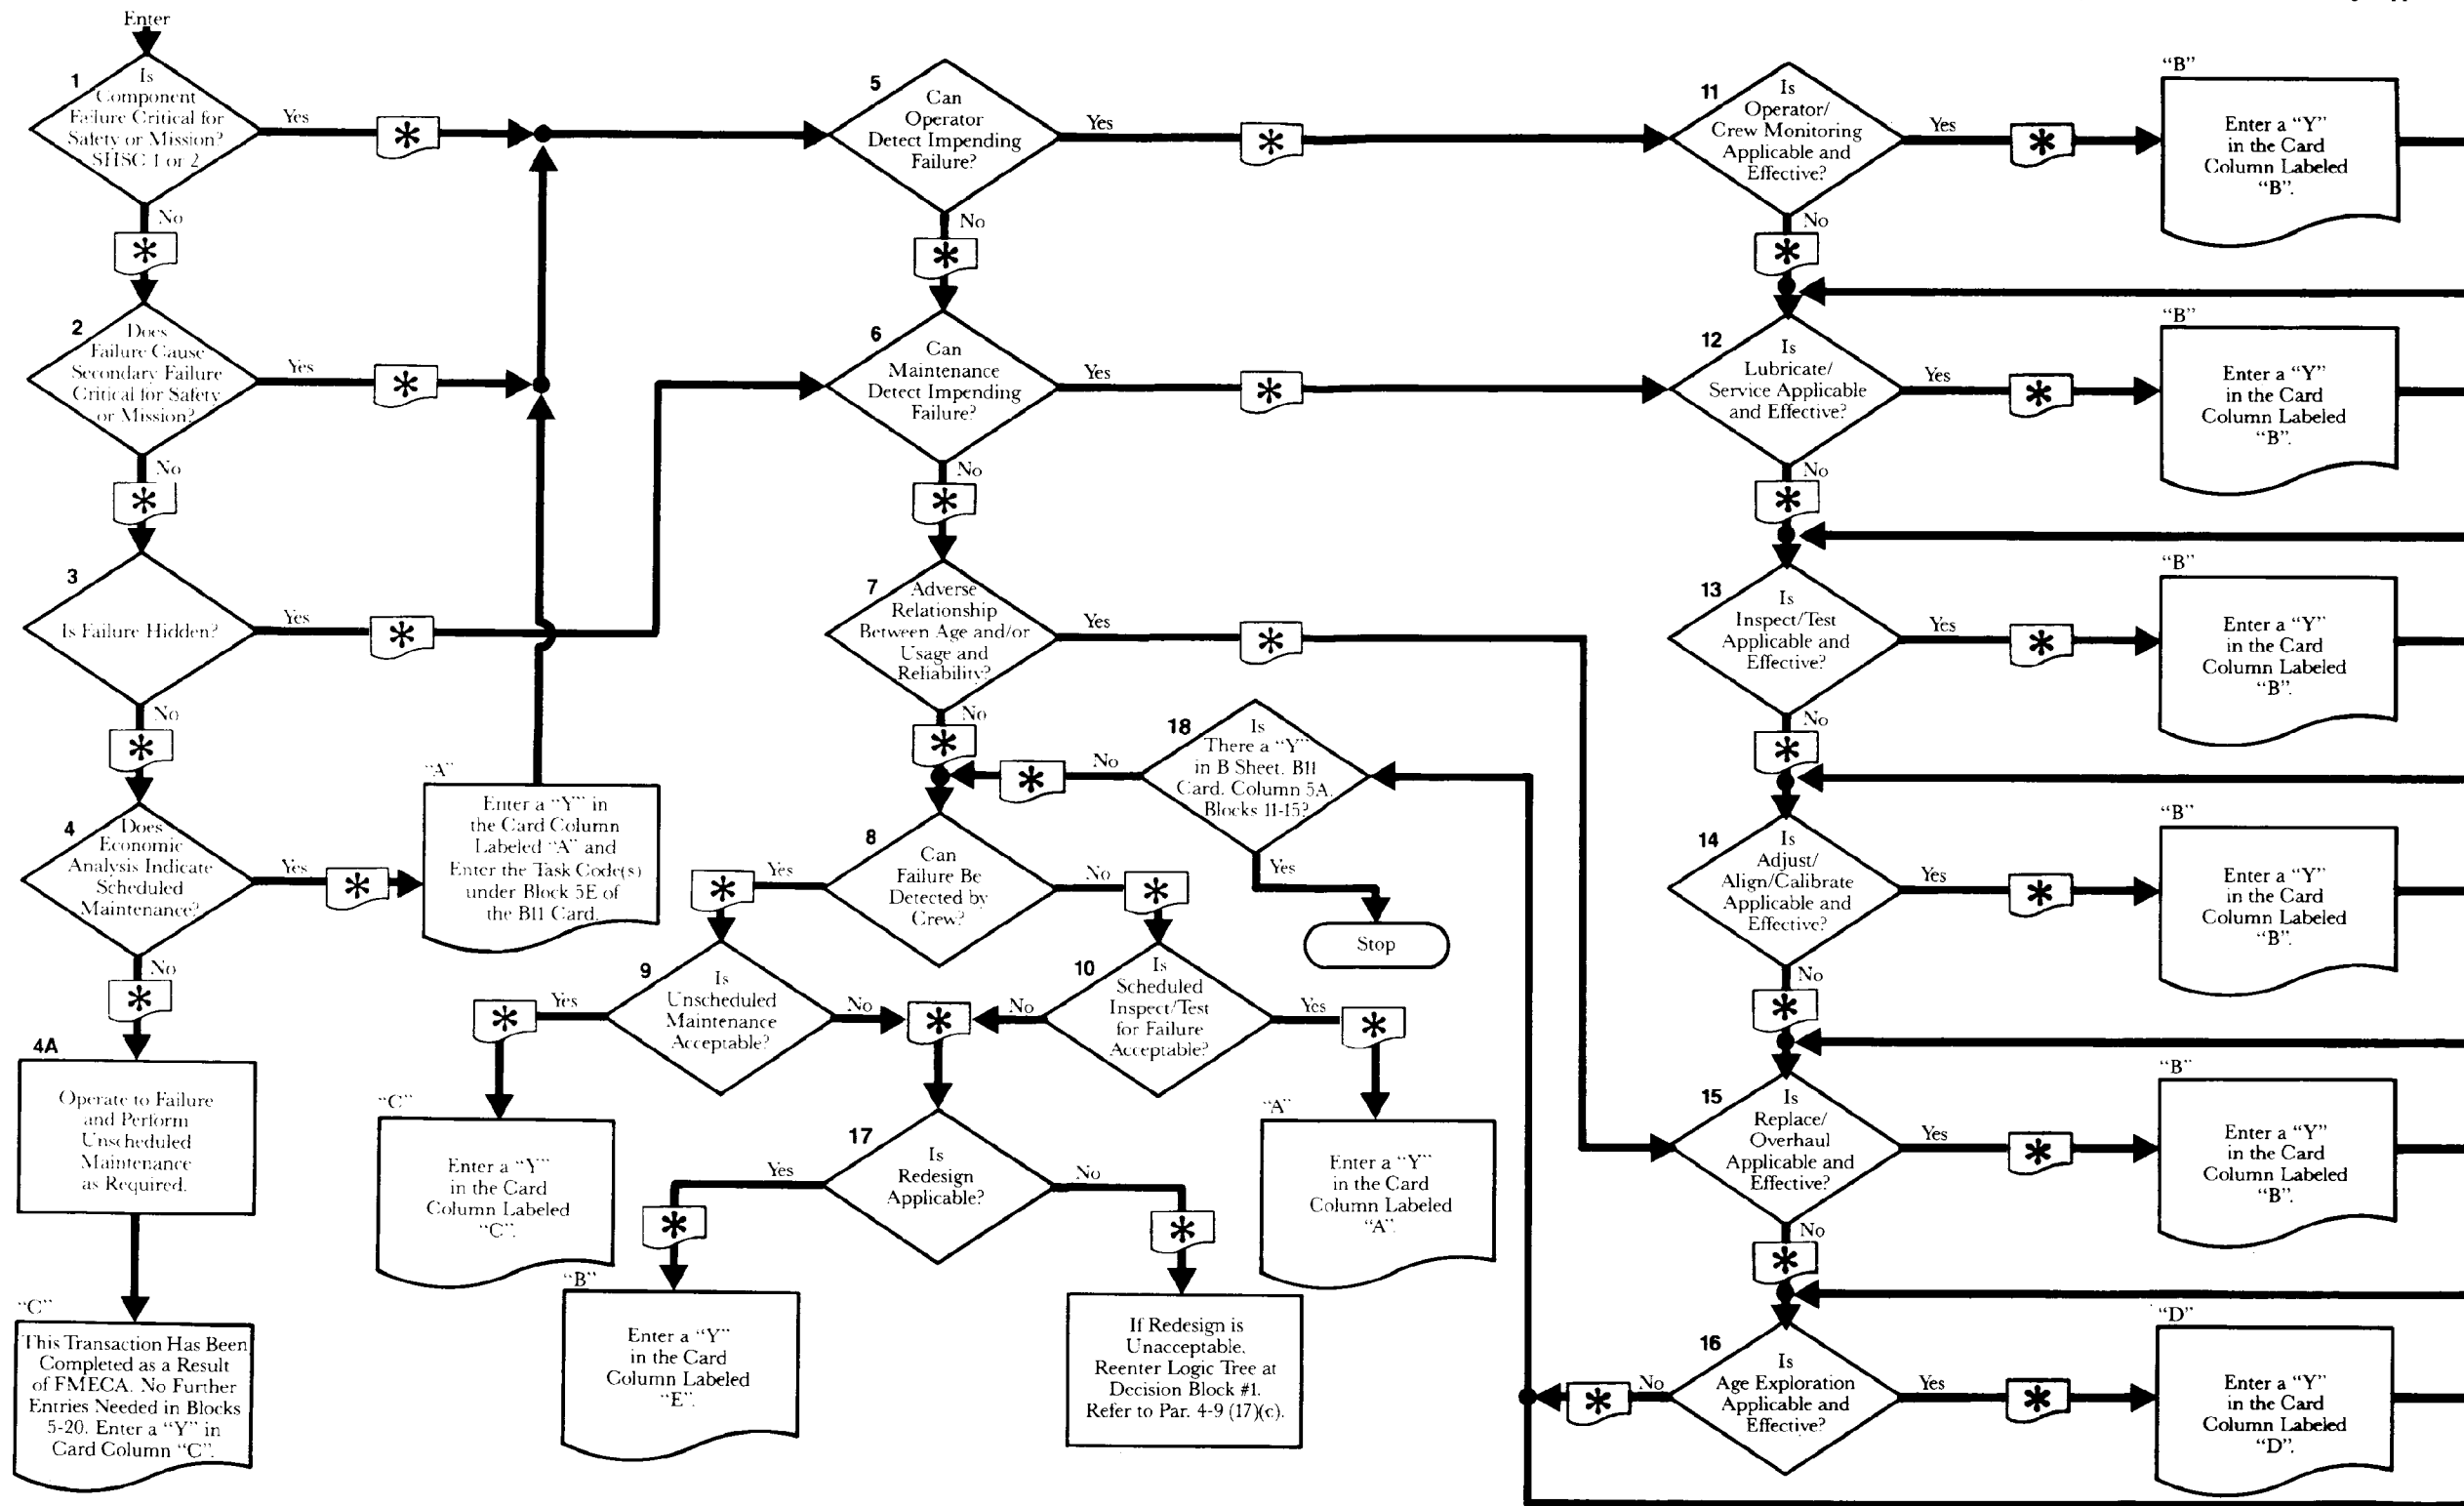 Enter
1
Is
Component
Failure Critical for
Safety or Mission?
SHSC 1 or 2
Yes
No
2
Does
Failure Cause
Secondary Failure
Critical for Safety
or Mission?
Yes
No
3
Is Failure Hidden?
Yes
No
4
Does
Economic
Analysis Indicate
Scheduled
Maintenance?
Yes
No
"A"
Enter a "Y" in
the Card Column
Labeled "A" and
Enter the Task Code(s)
under Block 5E of
the B11 Card.
4A
Operate to Failure
and Perform
Unscheduled
Maintenance
as Required.
"C"
This Transaction Has Been
Completed as a Result
of FMECA. No Further
Entries Needed in Blocks
5-20. Enter a "Y" in
Card Column "C".
5
Can
Operator
Detect Impending
Failure?
Yes
No
6
Can
Maintenance
Detect Impending
Failure?
Yes
No
7
Adverse
Relationship
Between Age and/or
Usage and
Reliability?
Yes
No
18
Is
There a "Y"
in B Sheet. B11
Card. Column 5A.
Blocks 11-15?
No
Yes
Stop
8
Can
Failure Be
Detected by
Crew?
Yes
No
9
Is
Unscheduled
Maintenance
Acceptable?
Yes
No
10
Is
Scheduled
Inspect/Test
for Failure
Acceptable?
No
Yes
"C"
Enter a "Y"
in the Card
Column Labeled
"C".
17
Is
Redesign
Applicable?
Yes
No
"A"
Enter a "Y"
in the Card
Column Labeled
"A".
"B"
Enter a "Y"
in the Card
Column Labeled
"E".
If Redesign is
Unacceptable.
Reenter Logic Tree at
Decision Block #1.
Refer to Par. 4-9 (17)(c).
11
Is
Operator/
Crew Monitoring
Applicable and
Effective?
Yes
No
"B"
Enter a "Y"
in the Card
Column Labeled
"B".
12
Is
Lubricate/
Service Applicable
and Effective?
Yes
No
"B"
Enter a "Y"
in the Card
Column Labeled
"B".
13
Is
Inspect/Test
Applicable and
Effective?
Yes
No
"B"
Enter a "Y"
in the Card
Column Labeled
"B".
14
Is
Adjust/
Align/Calibrate
Applicable and
Effective?
Yes
No
"B"
Enter a "Y"
in the Card
Column Labeled
"B".
15
Is
Replace/
Overhaul
Applicable and
Effective?
Yes
No
"B"
Enter a "Y"
in the Card
Column Labeled
"B".
16
Is
Age Exploration
Applicable and
Effective?
No
Yes
"D"
Enter a "Y"
in the Card
Column Labeled
"D".